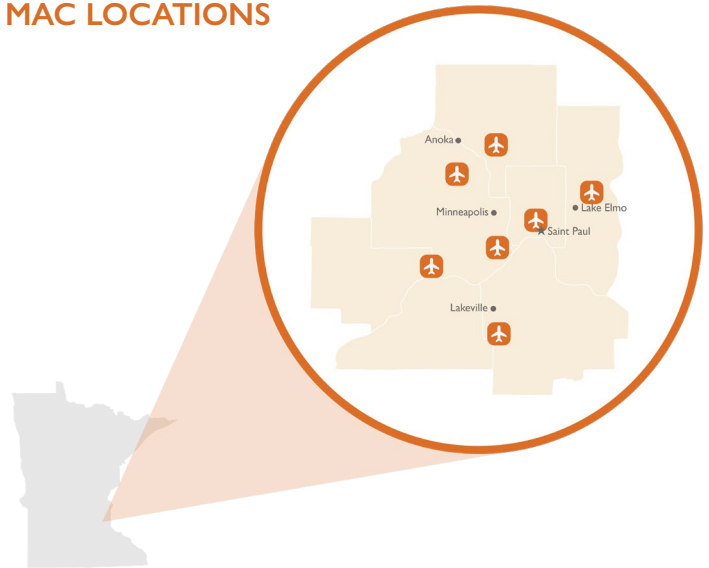 MAC LOCATIONS
Anoka
Minneapolis
Lake Elmo
Saint Paul
Lakeville